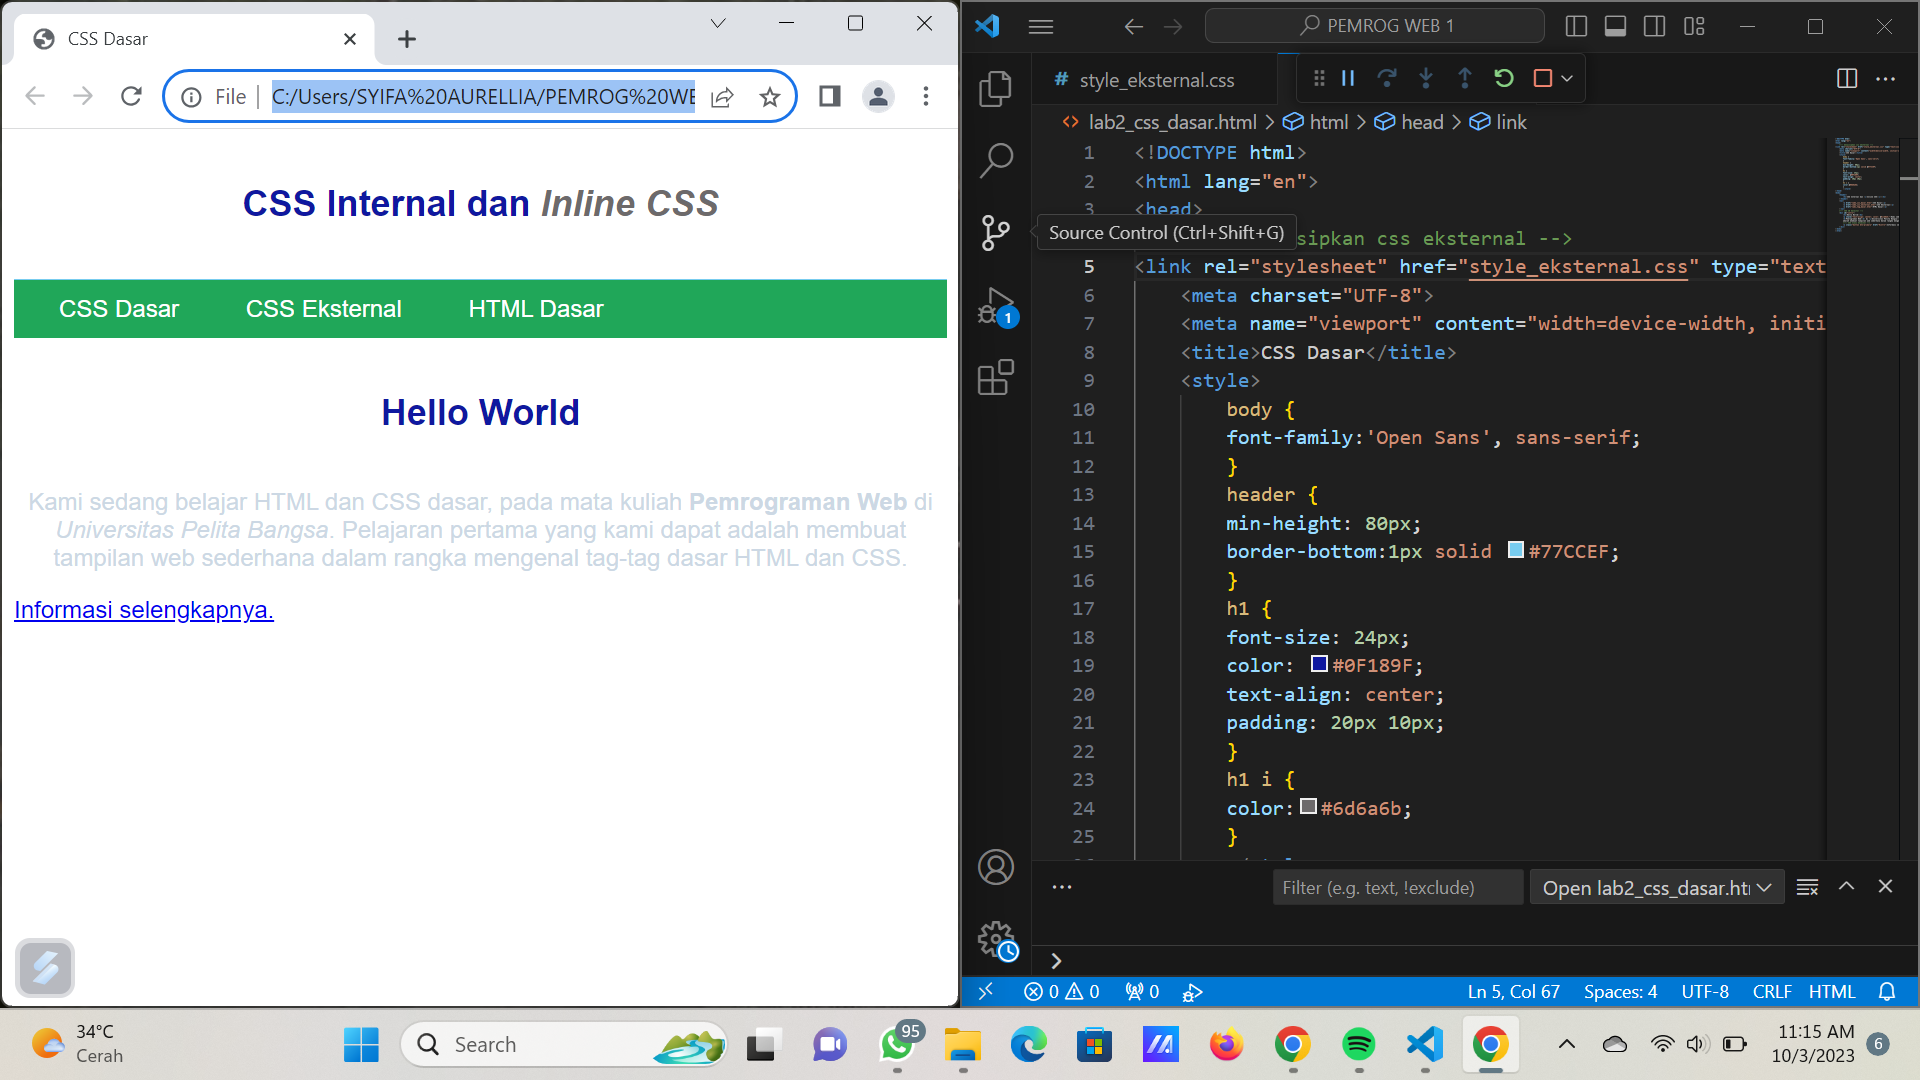 CSS Dasar
File
C:/Users/SYIFA%20AURELLIA/PEMROG%20WE
CSS Internal dan Inline CSS
CSS Dasar CSS Eksternal HTML Dasar
Hello World
Kami sedang belajar HTML dan CSS dasar, pada mata kuliah Pemrograman Web di
Universitas Pelita Bangsa. Pelajaran pertama yang kami dapat adalah membuat
tampilan web sederhana dalam rangka mengenal tag-tag dasar HTML dan CSS.
Informasi selengkapnya.
PEMROG WEB 1
# style_eksternal.css
<> lab2_css_dasar.html > html > head > link
1 <!DOCTYPE html>
2 <html lang="en">
3 <head>
Source Control (Ctrl+Shift+G)
sipkan css eksternal -->
5 <link rel="stylesheet" href="style_eksternal.css" type="text
6 <meta charset="UTF-8">
7 <meta name="viewport" content="width=device-width, initi
8 <title>CSS Dasar</title>
9 <style>
10 body {
11 font-family:'Open Sans', sans-serif;
12 }
13 header {
14 min-height: 80px;
15 border-bottom:1px solid #77CCEF;
16 }
17 h1 {
18 font-size: 24px;
19 color: #0F189F;
20 text-align: center;
21 padding: 20px 10px;
22 }
23 h1 i {
24 color:#6d6a6b;
25 }
1
Filter (e.g. text, !exclude)
Open lab2_css_dasar.ht
0 0 0
Ln 5, Col 67 Spaces: 4 UTF-8 CRLF HTML
34°C
Cerah
Search
95
11:15 AM
10/3/2023
6